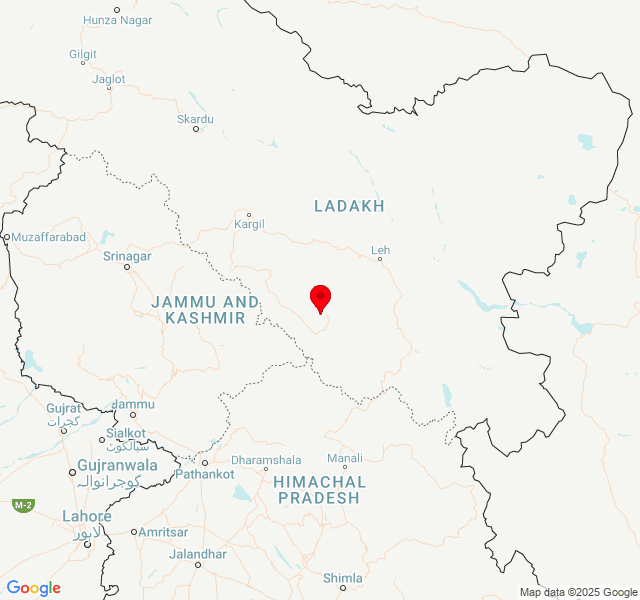 Hunza Nagar
Gilgit
Jaglot
Skardu
LADAKH
Kargil
Muzaffarabad
Leh
Srinagar
JAMMU AND
KASHMIR
Jammu
Gujrat
گجرات
Sialkot
سیالکوٹ
Gujranwala
گوجرانوالہ
Pathankot
Dharamshala
Manali
HIMACHAL
PRADESH
M-2
Lahore
لاہور
Amritsar
Jalandhar
Shimla
Google
Map data ©2025 Google